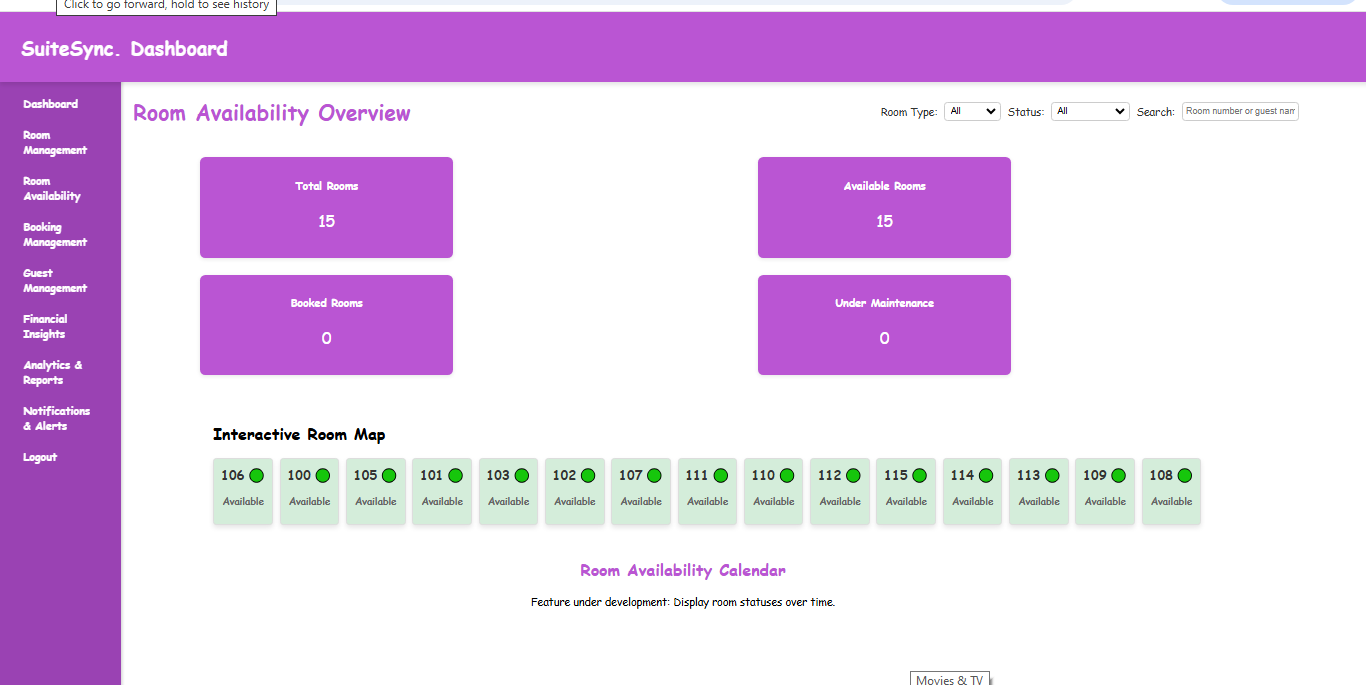 Click to go forward, hold to see history
SuiteSync. Dashboard
Dashboard
Room
Management
Room
Availability
Booking
Management
Guest
Management
Financial
Insights
Analytics &
Reports
Notifications
& Alerts
Logout
Room Availability Overview
Room Type: All Status: All Search: Room number or guest nam
Total Rooms
15
Available Rooms
15
Booked Rooms
0
Under Maintenance
0
Interactive Room Map
106 100 105 101 103 102 107 111 110 112 115 114 113 109 108
Available Available Available Available Available Available Available Available Available Available Available Available Available Available Available
Room Availability Calendar
Feature under development: Display room statuses over time.
Movies & TV